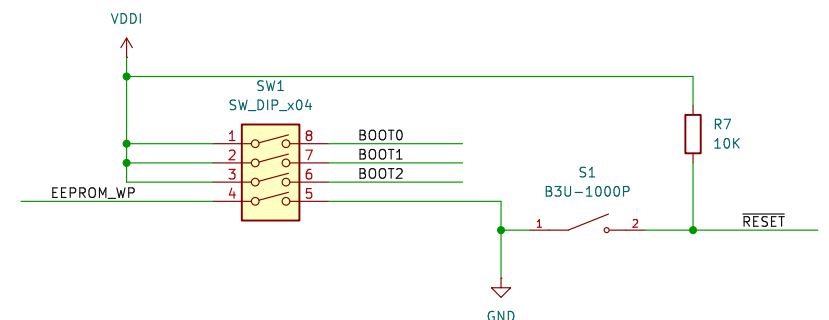 VDDI
SW1
SW_DIP_x04
1 8 BOOT0
2 7 BOOT1
3 6 BOOT2
EEPROM_WP 4 5
R7
10K
S1
B3U-1000P
1 2
RESET
GND